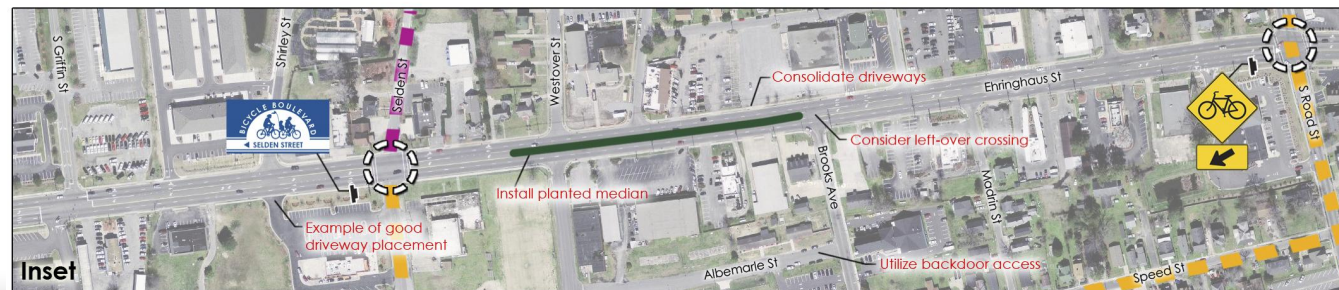 S Griffin St
Shirley St
Selden St
Westover St
Consolidate driveways
Ehringhaus St
S Road St
BICYCLE BOULEVARD
◄ SELDEN STREET
Consider left-over crossing
Brooks Ave
Madrin St
Install planted median
Example of good
driveway placement
Albemarle St
Utilize backdoor access
Speed St
Inset